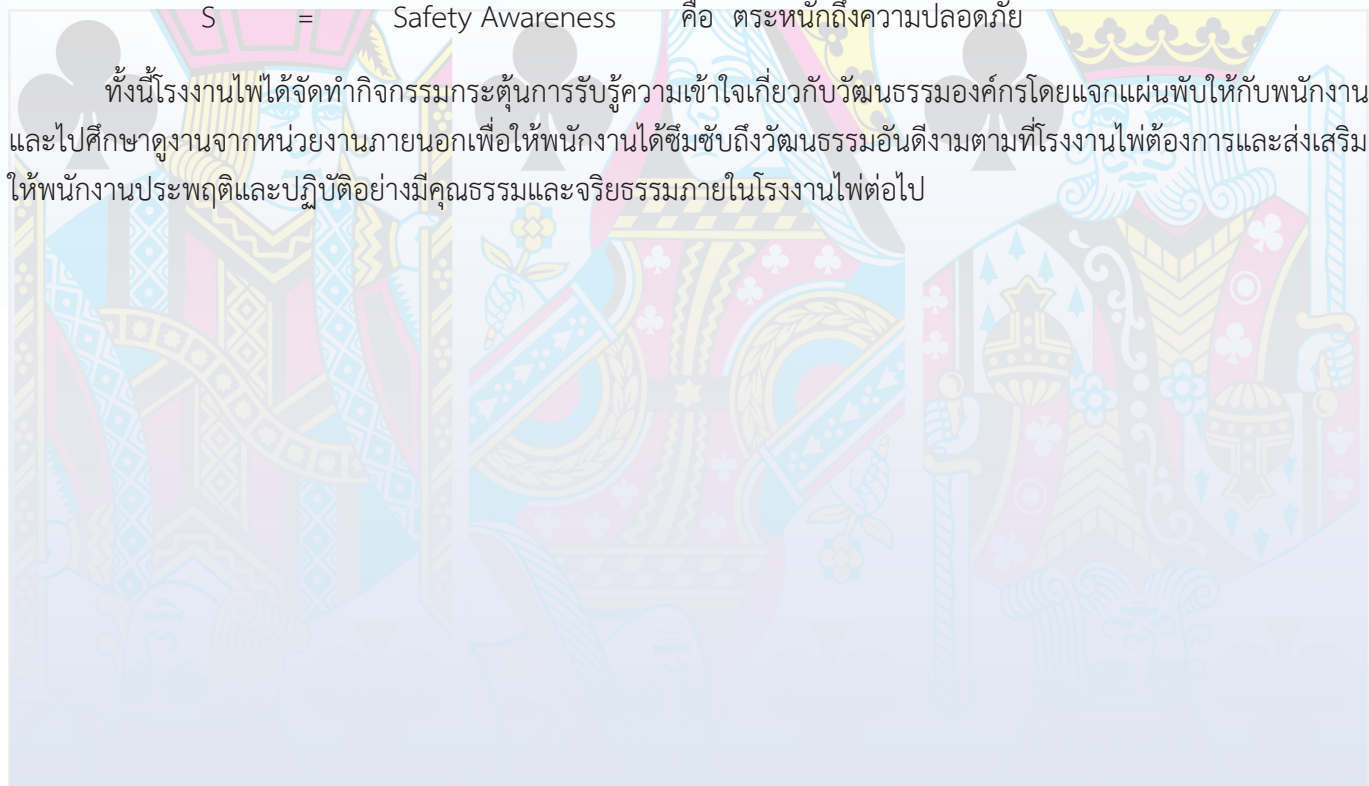 S = Safety Awareness คือ ตระหนักถึงความปลอดภัย
ทั้งนี้โรงงานไพ่ได้จัดทำกิจกรรมกระตุ้นการรับรู้ความเข้าใจเกี่ยวกับวัฒนธรรมองค์กรโดยแจกแผ่นพับให้กับพนักงาน
และไปศึกษาดูงานจากหน่วยงานภายนอกเพื่อให้พนักงานได้ซึมซับถึงวัฒนธรรมอันดีงามตามที่โรงงานไพ่ต้องการและส่งเสริม
ให้พนักงานประพฤติและปฏิบัติอย่างมีคุณธรรมและจริยธรรมภายในโรงงานไพ่ต่อไป